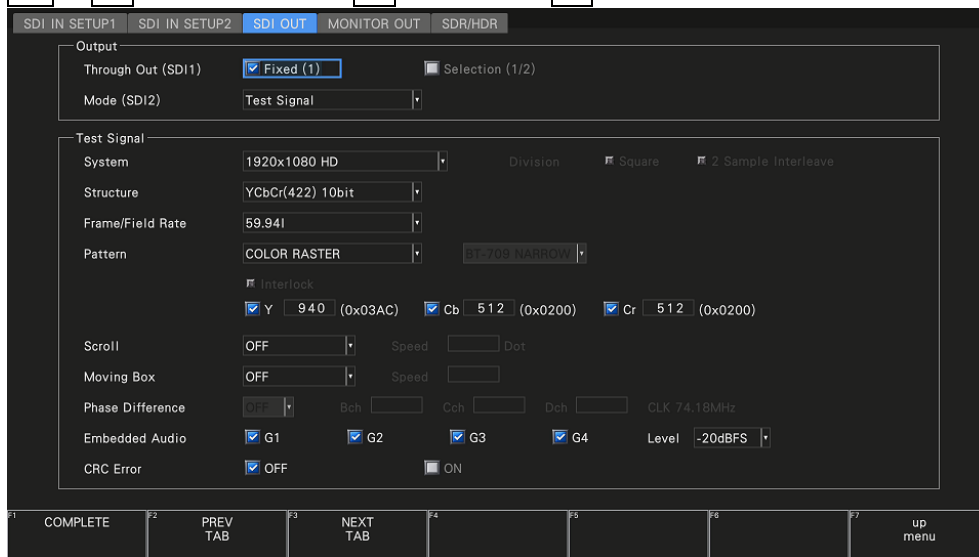 SDI IN SETUP1 SDI IN SETUP2 SDI OUT MONITOR OUT SDR/HDR
Output
Through Out (SDI1) Fixed (1) Selection (1/2)
Mode (SDI2) Test Signal
Test Signal
System 1920x1080 HD Division Square 2 Sample Interleave
Structure YCbCr(422) 10bit
Frame/Field Rate 59.94I
Pattern COLOR RASTER BT-709 NARROW
Interlock
Y 940 (0x03AC) Cb 512 (0x0200) Cr 512 (0x0200)
Scroll OFF Speed Dot
Moving Box OFF Speed
Phase Difference OFF Bch Cch Dch CLK 74.18MHz
Embedded Audio G1 G2 G3 G4 Level -20dBFS
CRC Error OFF ON
F1 COMPLETE F2 PREV TAB F3 NEXT TAB F4 F5 F6 F7 up menu